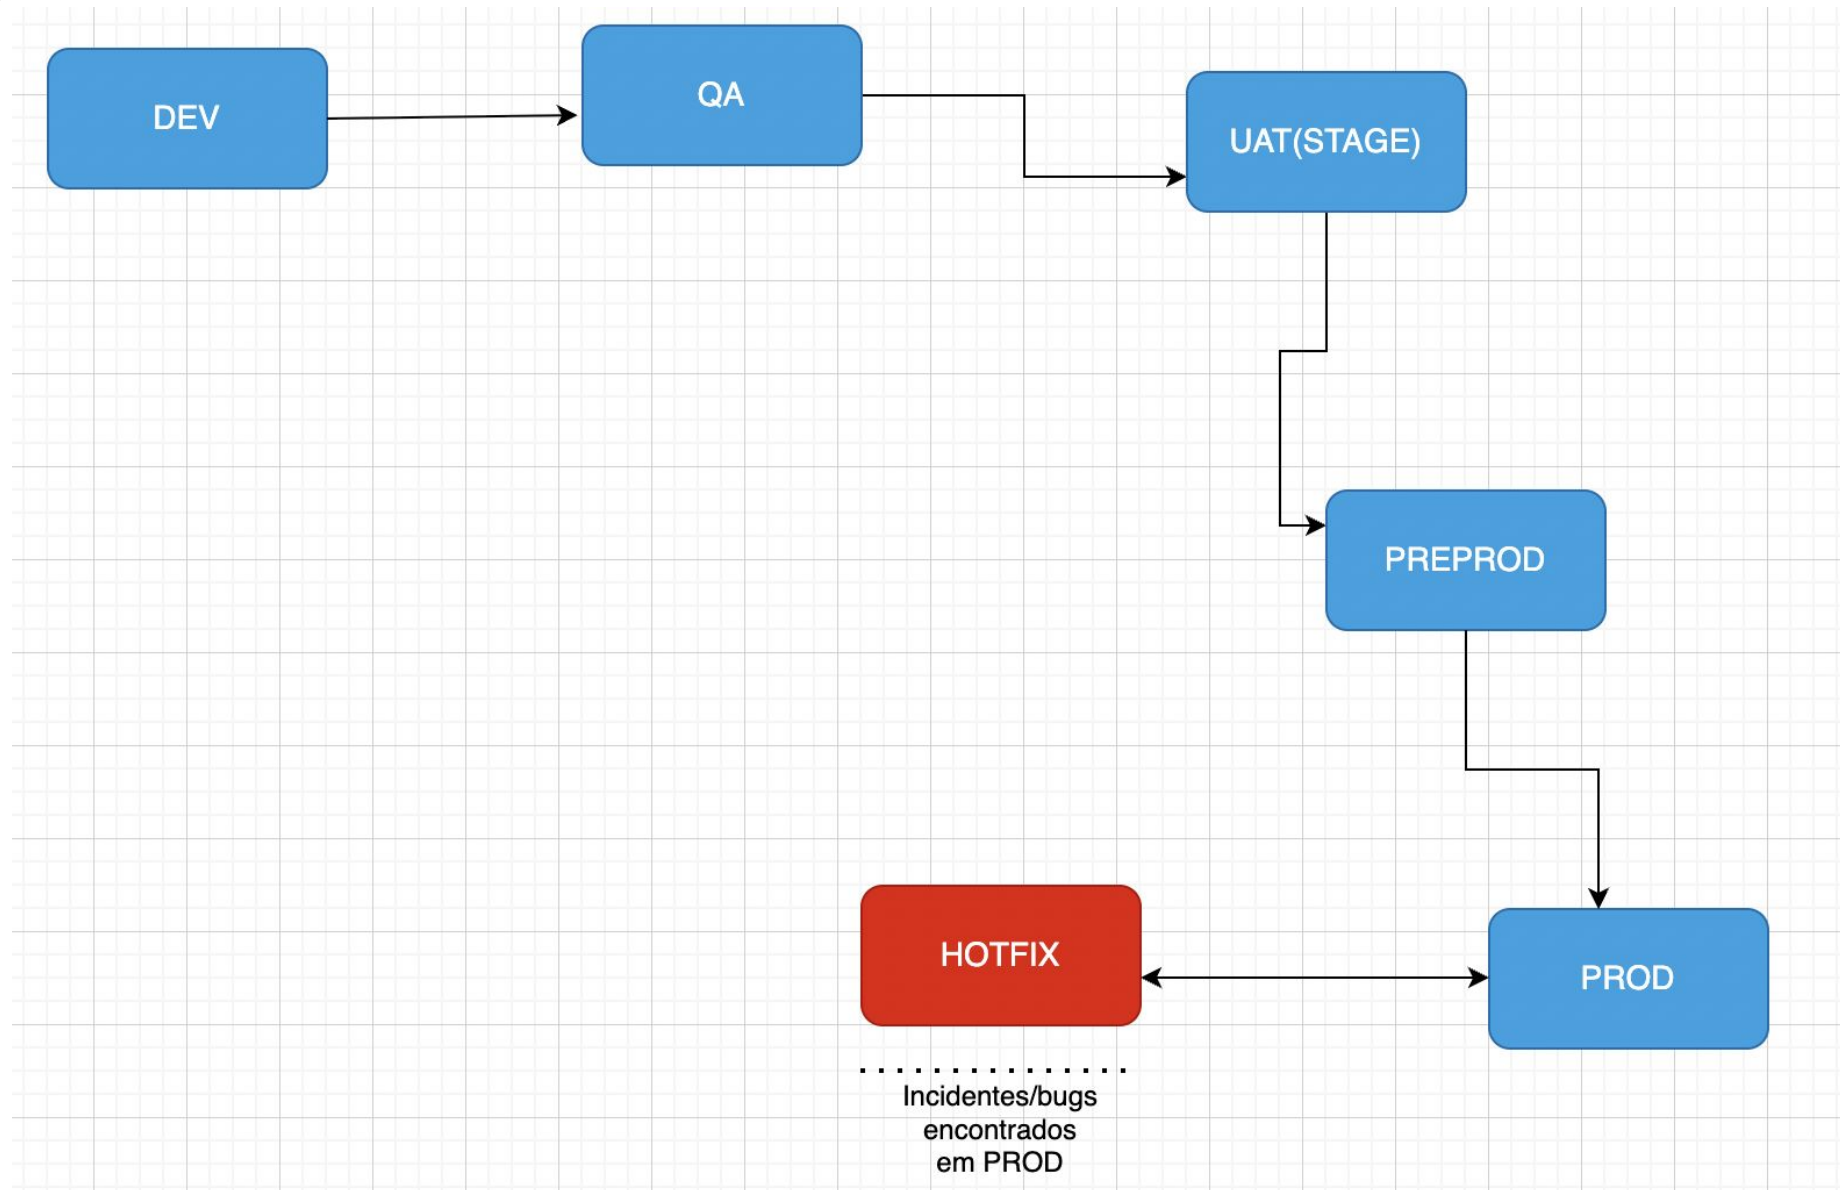 DEV
QA
UAT(STAGE)
PREPROD
HOTFIX
PROD
Incidentes/bugs
encontrados
em PROD